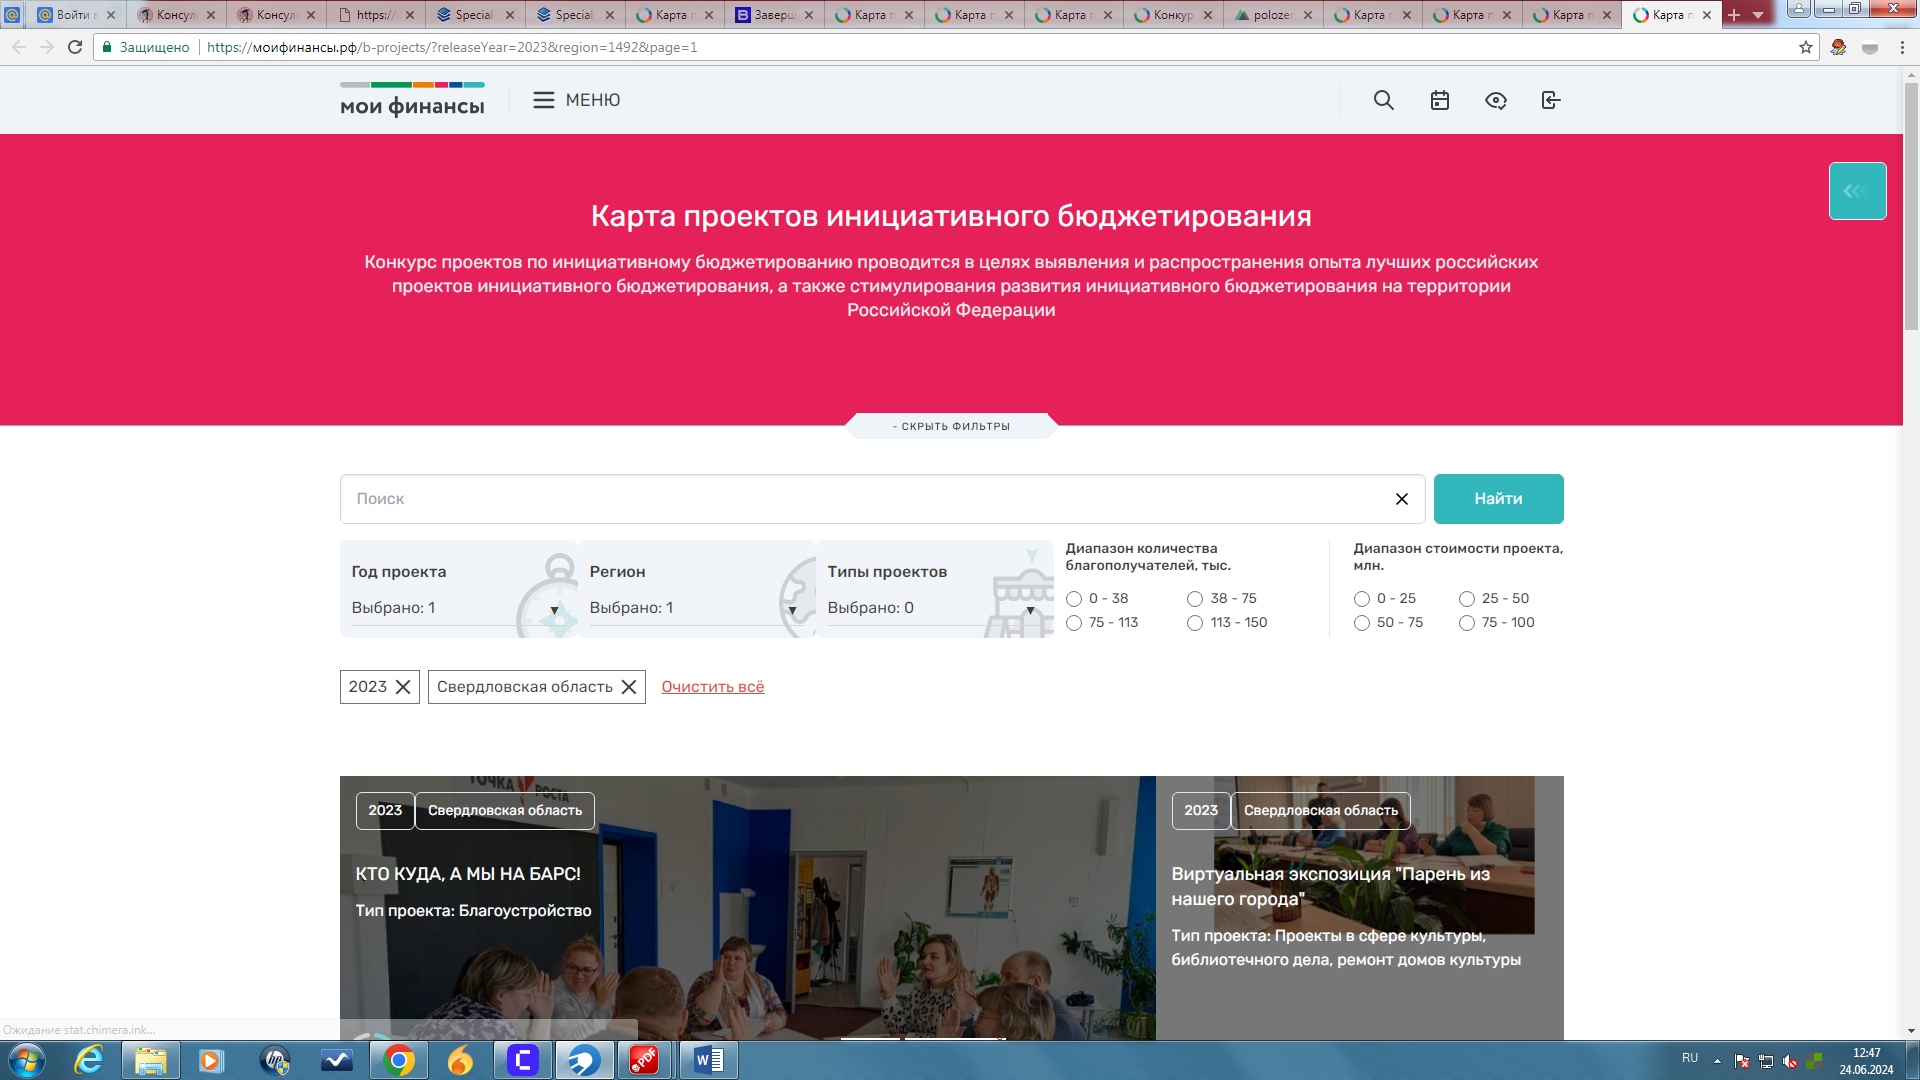 Войти в
Консул
Консул
https://
Special
Special
Карта п
Заверш
Карта п
Карта п
Карта п
Конкур
polozer
Карта п
Карта п
Карта п
Карта п
Защищено
https://моифинансы.рф/b-projects/?releaseYear=2023&region=1492&page=1
мои финансы
МЕНЮ
Карта проектов инициативного бюджетирования
Конкурс проектов по инициативному бюджетированию проводится в целях выявления и распространения опыта лучших российских
проектов инициативного бюджетирования, а также стимулирования развития инициативного бюджетирования на территории
Российской Федерации
- СКРЫТЬ ФИЛЬТРЫ
Поиск
Найти
Год проекта
Выбрано: 1
Регион
Выбрано: 1
Типы проектов
Выбрано: 0
Диапазон количества
благополучателей, тыс.
0 - 38
38 - 75
75 - 113
113 - 150
Диапазон стоимости проекта,
млн.
0 - 25
25 - 50
50 - 75
75 - 100
2023
Свердловская область
Очистить всё
ТОЧКА
РОСТА
2023
Свердловская область
КТО КУДА, А МЫ НА БАРС!
Тип проекта: Благоустройство
2023
Свердловская область
Виртуальная экспозиция "Парень из
нашего города"
Тип проекта: Проекты в сфере культуры,
библиотечного дела, ремонт домов культуры
Ожидание stat.chimera.ink...
RU
12:47
24.06.2024